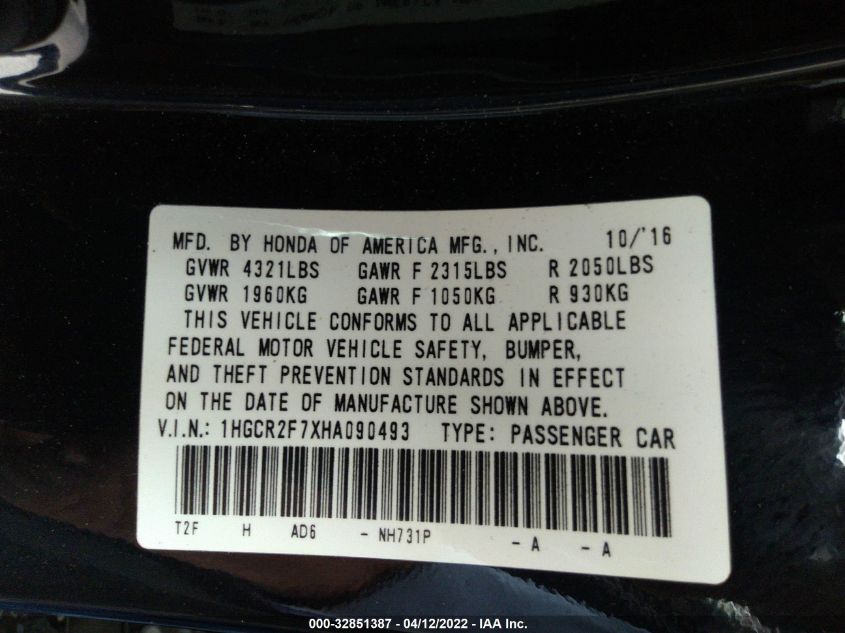 MFD. BY HONDA OF AMERICA MFG., INC. 10/'16
GVWR 4321LBS GAWR F 2315LBS R 2050LBS
GVWR 1960KG GAWR F 1050KG R 930KG
THIS VEHICLE CONFORMS TO ALL APPLICABLE
FEDERAL MOTOR VEHICLE SAFETY, BUMPER,
AND THEFT PREVENTION STANDARDS IN EFFECT
ON THE DATE OF MANUFACTURE SHOWN ABOVE.
V.I.N.: 1HGCR2F7XHA090493 TYPE: PASSENGER CAR
T2F H AD6 - NH731P - A - A
000-32851387 - 04/12/2022 - IAA Inc.